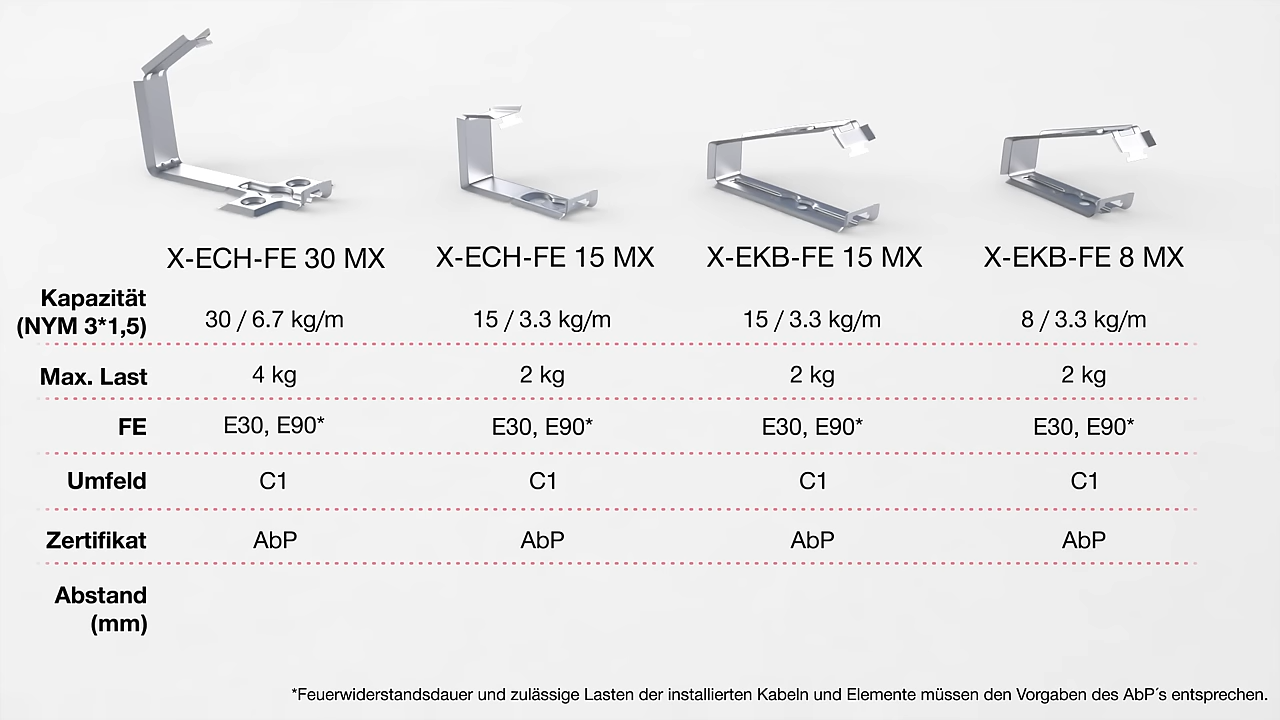 X-ECH-FE 30 MX X-ECH-FE 15 MX X-EKB-FE 15 MX X-EKB-FE 8 MX
Kapazität
(NYM 3*1,5) 30 / 6.7 kg/m 15 / 3.3 kg/m 15 / 3.3 kg/m 8 / 3.3 kg/m
Max. Last 4 kg 2 kg 2 kg 2 kg
FE E30, E90* E30, E90* E30, E90* E30, E90*
Umfeld C1 C1 C1 C1
Zertifikat AbP AbP AbP AbP
Abstand
(mm)
*Feuerwiderstandsdauer und zulässige Lasten der installierten Kabeln und Elemente müssen den Vorgaben des AbP´s entsprechen.